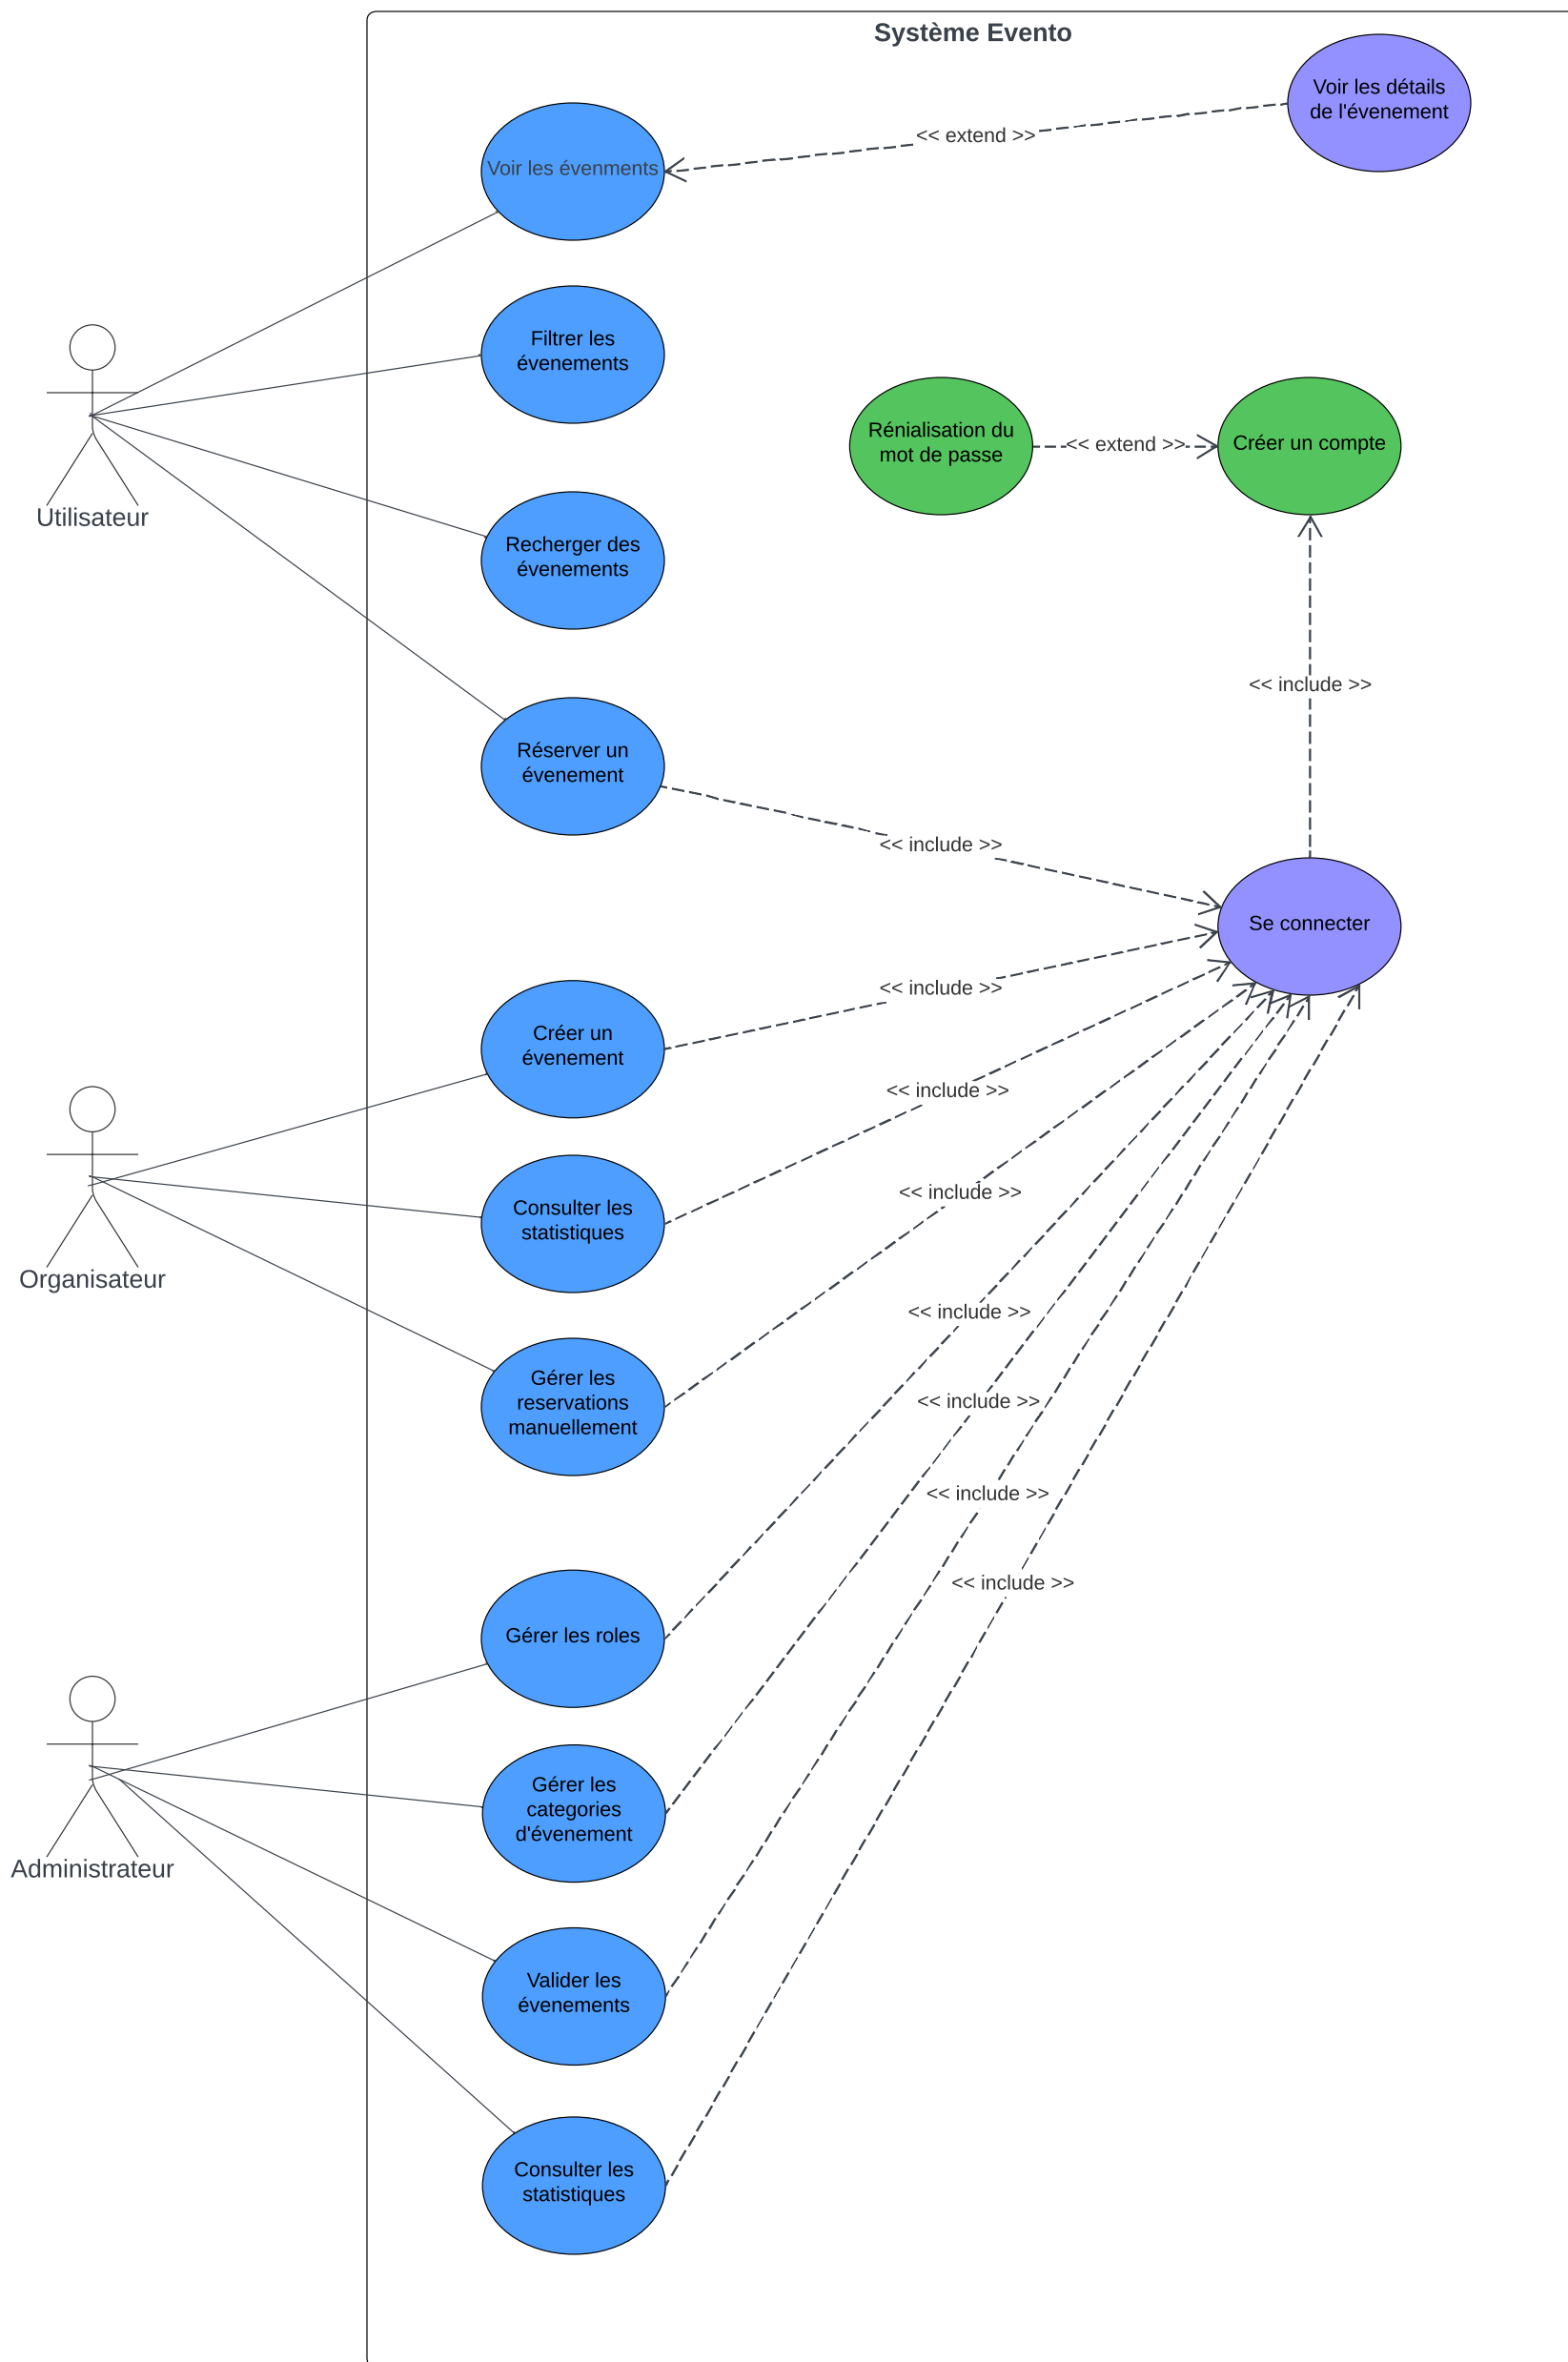 Système Evento
Voir les détails
de l'évenement
<< extend >>
Voir les évenments
Filtrer les
évenements
Rénialisation du
mot de passe
<< extend >>
Créer un compte
Utilisateur
Recherger des
évenements
<< include >>
Réserver un
évenement
<< include >>
Se connecter
<< include >>
Créer un
évenement
<< include >>
Organisateur
Consulter les
statistiques
<< include >>
<< include >>
Gérer les
reservations
manuellement
<< include >>
<< include >>
<< include >>
Gérer les roles
Administrateur
Gérer les
categories
d'évenement
Valider les
évenements
Consulter les
statistiques